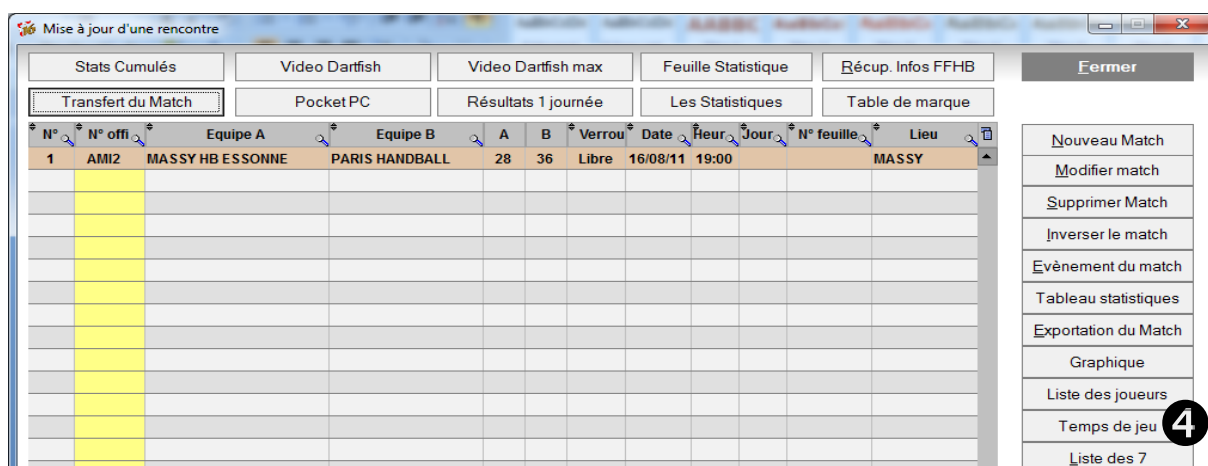 Mise à jour d'une rencontre
Stats Cumulés Video Dartfish Video Dartfish max Feuille Statistique Récup. Infos FFHB Fermer
Transfert du Match Pocket PC Résultats 1 journée Les Statistiques Table de marque
N° N° offi Equipe A Equipe B A B Verrou Date Heur Jour N° feuille Lieu
1 AMI2 MASSY HB ESSONNE PARIS HANDBALL 28 36 Libre 16/08/11 19:00 MASSY
Nouveau Match
Modifier match
Supprimer Match
Inverser le match
Evènement du match
Tableau statistiques
Exportation du Match
Graphique
Liste des joueurs
Temps de jeu 4
Liste des 7